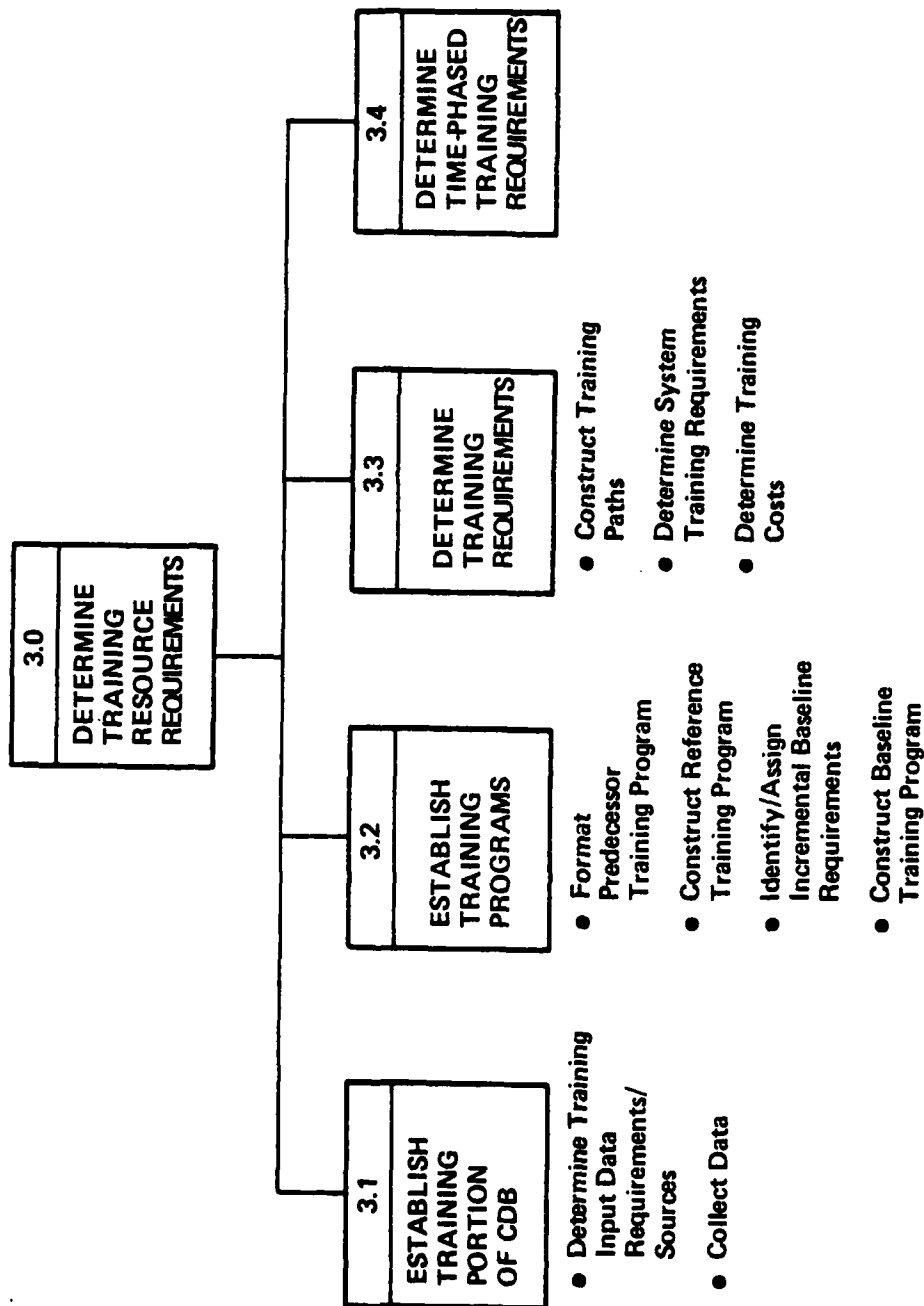 3.0
DETERMINE
TRAINING
RESOURCE
REQUIREMENTS
3.1
ESTABLISH
TRAINING
PORTION
OF CDB
● Determine Training
Input Data
Requirements/
Sources
● Collect Data
3.2
ESTABLISH
TRAINING
PROGRAMS
● Format
Predecessor
Training Program
● Construct Reference
Training Program
● Identify/Assign
Incremental Baseline
Requirements
● Construct Baseline
Training Program
3.3
DETERMINE
TRAINING
REQUIREMENTS
● Construct Training
Paths
● Determine System
Training Requirements
● Determine Training
Costs
3.4
DETERMINE
TIME-PHASED
TRAINING
REQUIREMENTS